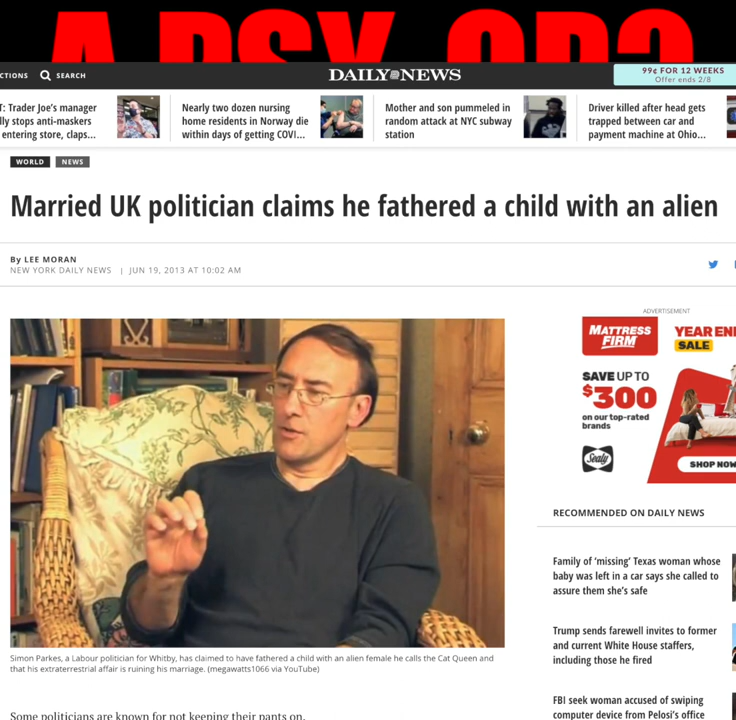 A PSY-OP?
CTIONS SEARCH
DAILY NEWS
99¢ FOR 12 WEEKS
Offer ends 2/8
T: Trader Joe's manager
lly stops anti-maskers
entering store, claps...
Nearly two dozen nursing
home residents in Norway die
within days of getting COVI...
Mother and son pummeled in
random attack at NYC subway
station
Driver killed after head gets
trapped between car and
payment machine at Ohio...
WORLD NEWS
Married UK politician claims he fathered a child with an alien
By LEE MORAN
NEW YORK DAILY NEWS | JUN 19, 2013 AT 10:02 AM
ADVERTISEMENT
MATTRESS
FIRM
YEAR EN
SALE
SAVE UP TO
$300
on our top-rated
brands
Sealy
SHOP NOW
Simon Parkes, a Labour politician for Whitby, has claimed to have fathered a child with an alien female he calls the Cat Queen and
that his extraterrestrial affair is ruining his marriage. (megawatts1066 via YouTube)
Some politicians are known for not keeping their pants on.
RECOMMENDED ON DAILY NEWS
Family of ‘missing’ Texas woman whose
baby was left in a car says she called to
assure them she’s safe
Trump sends farewell invites to former
and current White House staffers,
including those he fired
FBI seek woman accused of swiping
computer device from Pelosi’s office